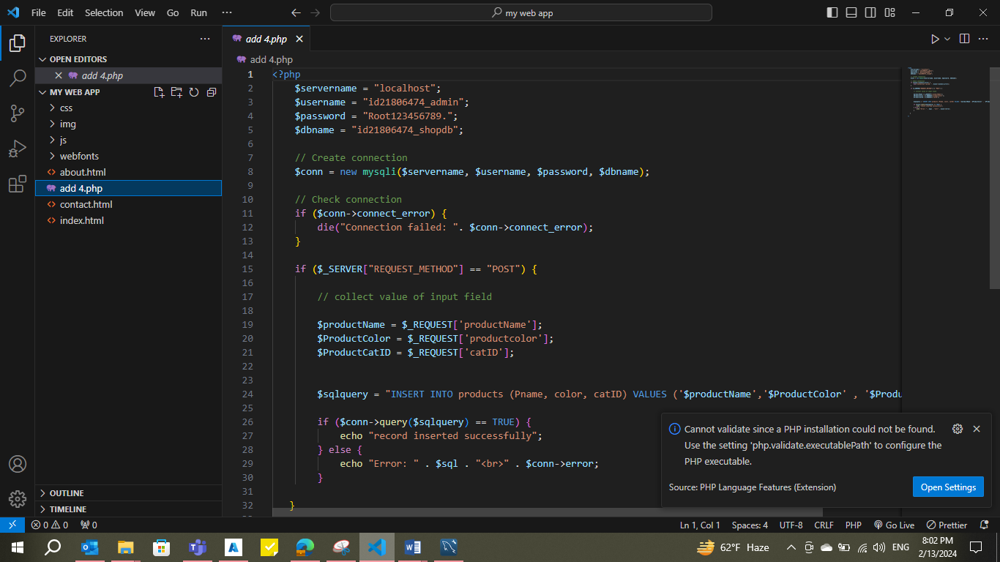 File Edit Selection View Go Run ··· my web app
EXPLORER ···
OPEN EDITORS
add 4.php
MY WEB APP
css
img
js
webfonts
about.html
add 4.php
contact.html
index.html
OUTLINE
TIMELINE
add 4.php
add 4.php
1 <?php
2 $servername = "localhost";
3 $username = "id21806474_admin";
4 $password = "Root123456789.";
5 $dbname = "id21806474_shopdb";
6
7 // Create connection
8 $conn = new mysqli($servername, $username, $password, $dbname);
9
10 // Check connection
11 if ($conn->connect_error) {
12 die("Connection failed: ". $conn->connect_error);
13 }
14
15 if ($_SERVER["REQUEST_METHOD"] == "POST") {
16
17 // collect value of input field
18
19 $productName = $_REQUEST['productName'];
20 $ProductColor = $_REQUEST['productcolor'];
21 $ProductCatID = $_REQUEST['catID'];
22
23
24 $sqlquery = "INSERT INTO products (Pname, color, catID) VALUES ('$productName','$ProductColor' , '$Produ
25
26 if ($conn->query($sqlquery) == TRUE) {
27 echo "record inserted successfully";
28 } else {
29 echo "Error: " . $sql . "<br>" . $conn->error;
30 }
31
32 }
Cannot validate since a PHP installation could not be found.
Use the setting 'php.validate.executablePath' to configure the
PHP executable.
Source: PHP Language Features (Extension) Open Settings
0 0 0 Ln 1, Col 1 Spaces: 4 UTF-8 CRLF PHP Go Live Prettier
62°F Haze ENG 8:02 PM
2/13/2024